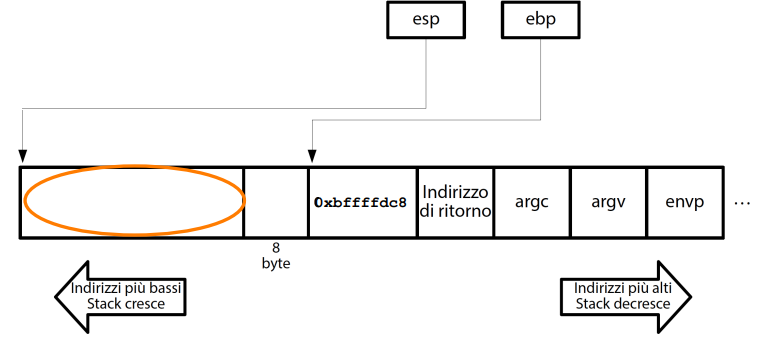 esp
ebp
0xbffffdc8
Indirizzo
di ritorno
argc
argv
envp
...
8
byte
Indirizzi più bassi
Stack cresce
Indirizzi più alti
Stack decresce